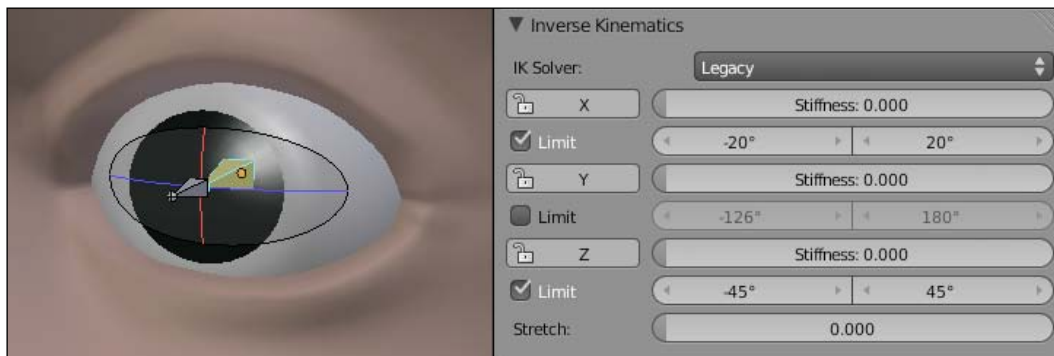 Inverse Kinematics
IK Solver: Legacy
X Stiffness: 0.000
Limit -20° 20°
Y Stiffness: 0.000
Limit -126° 180°
Z Stiffness: 0.000
Limit -45° 45°
Stretch: 0.000